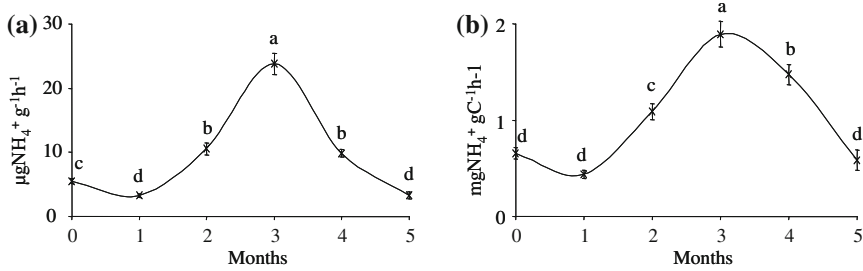 (a)
30
20
10
0
µgNH₄⁺ g⁻¹h⁻¹
c
d
b
a
b
d
0 1 2 3 4 5
Months
(b)
2
1
0
mgNH₄⁺ gC⁻¹h-1
d
d
c
a
b
d
0 1 2 3 4 5
Months